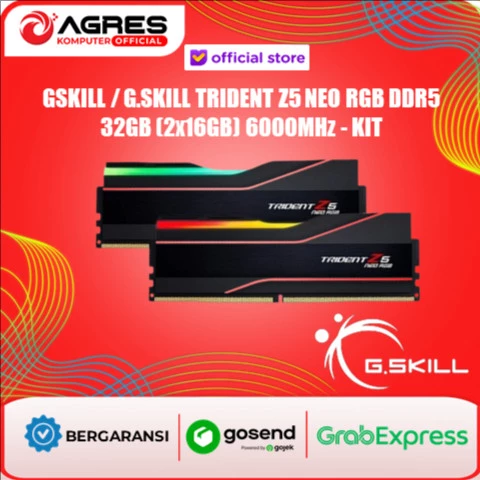 AGRES
KOMPUTER OFFICIAL
official store
GSKILL / G.SKILL TRIDENT Z5 NEO RGB DDR5
32GB (2x16GB) 6000MHz - KIT
TRIDENT Z5
NEO RGB
TRIDENT Z5
NEO RGB
G.SKILL
BERGARANSI
gosend
Powered by gojek
GrabExpress